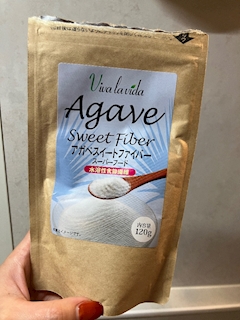 Viva la vida
Agave
Sweet Fiber
アガベスイートファイバー
スーパーフード
水溶性食物繊維
内容量
120g